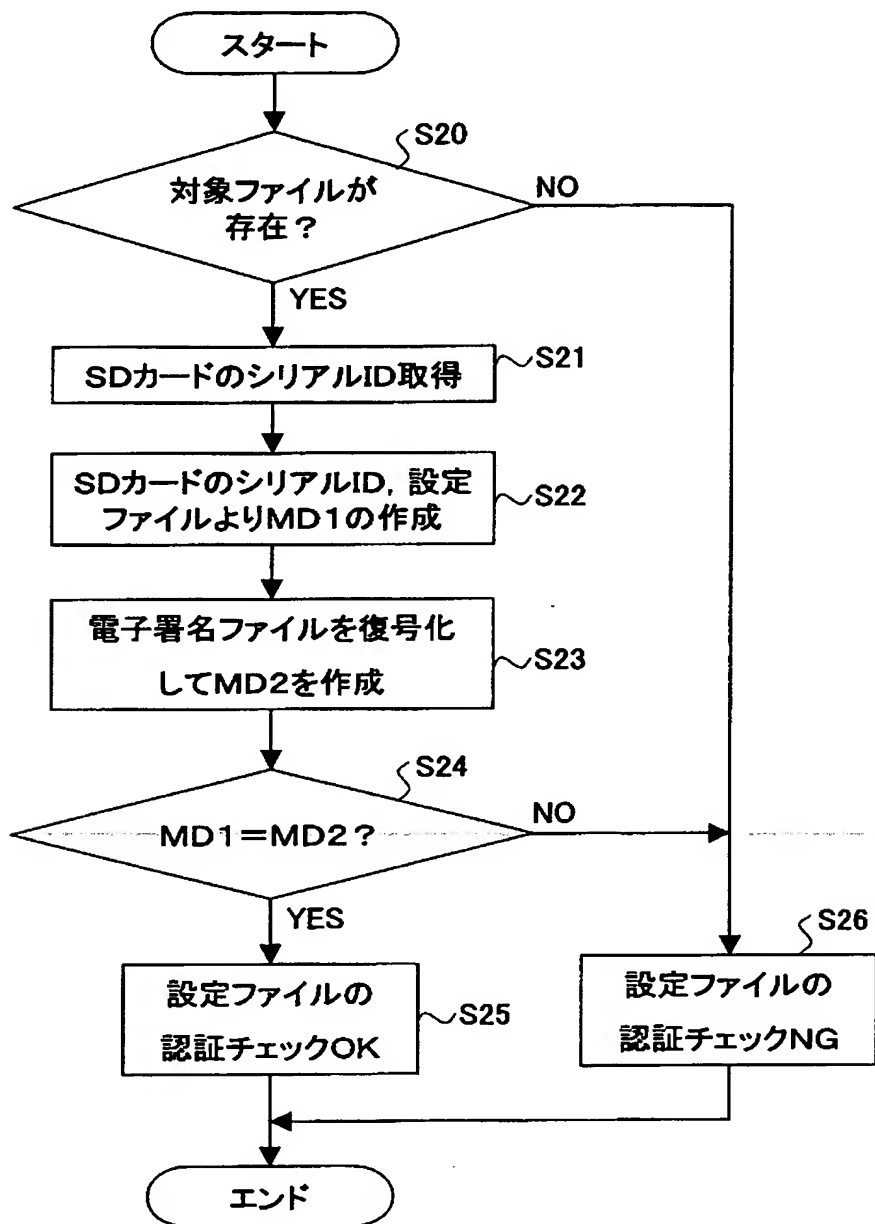 スタート
S20
対象ファイルが
存在？
NO
YES
SDカードのシリアルID取得
S21
SDカードのシリアルID, 設定
ファイルよりMD1の作成
S22
電子署名ファイルを復号化
してMD2を作成
S23
S24
MD1＝MD2？
NO
YES
S26
設定ファイルの
認証チェックOK
S25
設定ファイルの
認証チェックNG
エンド